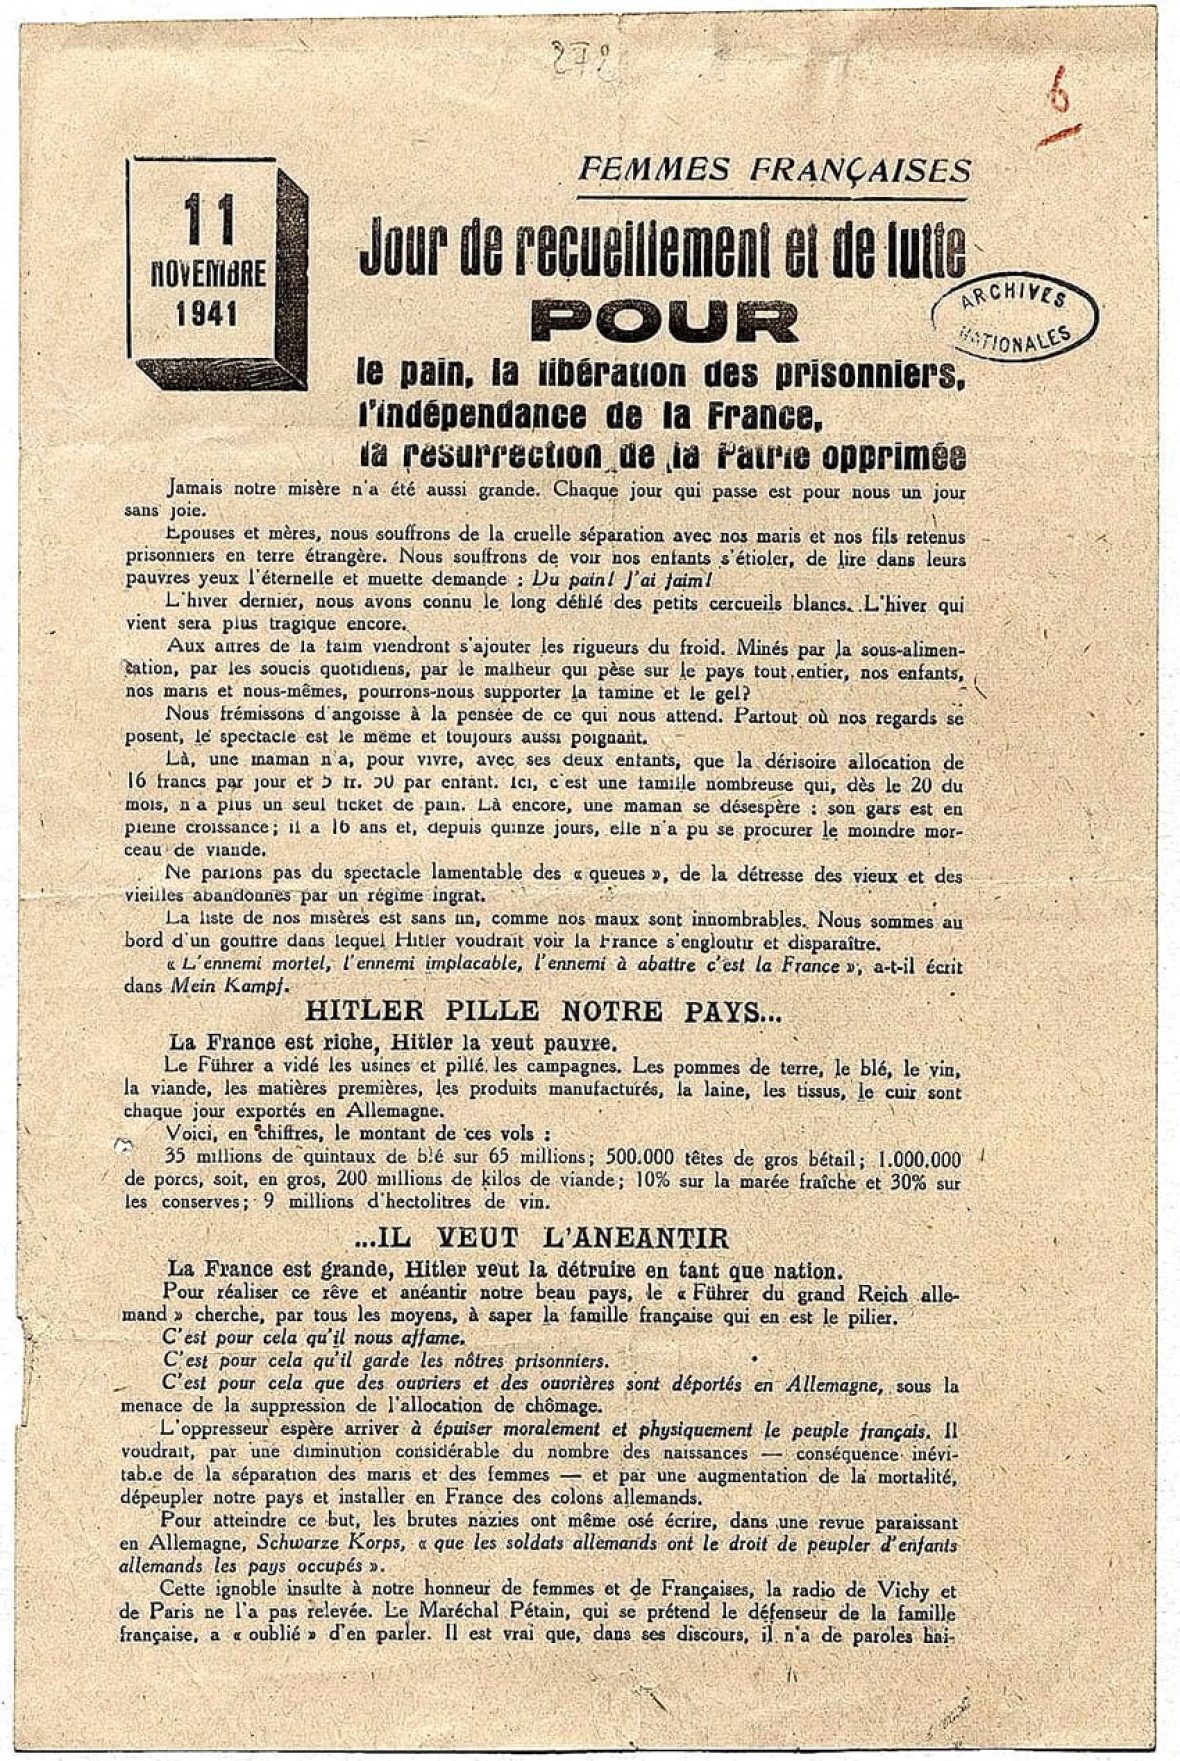 272
6
FEMMES FRANÇAISES
11
NOVEMBRE
1941
Jour de recueillement et de lutte
POUR
ARCHIVES
NATIONALES
le pain, la libération des prisonniers,
l'indépendance de la France,
la résurrection de la Patrie opprimée
Jamais notre misère n'a été aussi grande. Chaque jour qui passe est pour nous un jour
sans joie.
Epouses et mères, nous souffrons de la cruelle séparation avec nos maris et nos fils retenus
prisonniers en terre étrangère. Nous souffrons de voir nos enfants s'étioler, de lire dans leurs
pauvres yeux l'éternelle et muette demande : Du pain! J'ai faim!
L'hiver dernier, nous avons connu le long défilé des petits cercueils blancs. L'hiver qui
vient sera plus tragique encore.
Aux affres de la faim viendront s'ajouter les rigueurs du froid. Minés par la sous-alimen-
tation, par les soucis quotidiens, par le malheur qui pèse sur le pays tout entier, nos enfants,
nos maris et nous-mêmes, pourrons-nous supporter la famine et le gel?
Nous frémissons d'angoisse à la pensée de ce qui nous attend. Partout où nos regards se
posent, le spectacle est le même et toujours aussi poignant.
Là, une maman n'a, pour vivre, avec ses deux enfants, que la dérisoire allocation de
16 francs par jour et 5 fr. 50 par enfant. Ici, c'est une famille nombreuse qui, dès le 20 du
mois, n'a plus un seul ticket de pain. Là encore, une maman se désespère : son gars est en
pleine croissance; il a 16 ans et, depuis quinze jours, elle n'a pu se procurer le moindre mor-
ceau de viande.
Ne parlons pas du spectacle lamentable des « queues », de la détresse des vieux et des
vieilles abandonnés par un régime ingrat.
La liste de nos misères est sans fin, comme nos maux sont innombrables. Nous sommes au
bord d'un gouffre dans lequel Hitler voudrait voir la France s'engloutir et disparaître.
« L'ennemi mortel, l'ennemi implacable, l'ennemi à abattre c'est la France », a-t-il écrit
dans Mein Kampf.
HITLER PILLE NOTRE PAYS...
La France est riche, Hitler la veut pauvre.
Le Führer a vidé les usines et pillé les campagnes. Les pommes de terre, le blé, le vin,
la viande, les matières premières, les produits manufacturés, la laine, les tissus, le cuir sont
chaque jour exportés en Allemagne.
Voici, en chiffres, le montant de ces vols :
35 millions de quintaux de blé sur 65 millions; 500.000 têtes de gros bétail; 1.000.000
de porcs, soit, en gros, 200 millions de kilos de viande; 10% sur la marée fraîche et 30% sur
les conserves; 9 millions d'hectolitres de vin.
...IL VEUT L'ANEANTIR
La France est grande, Hitler veut la détruire en tant que nation.
Pour réaliser ce rêve et anéantir notre beau pays, le « Führer du grand Reich alle-
mand » cherche, par tous les moyens, à saper la famille française qui en est le pilier.
C'est pour cela qu'il nous affame.
C'est pour cela qu'il garde les nôtres prisonniers.
C'est pour cela que des ouvriers et des ouvrières sont déportés en Allemagne, sous la
menace de la suppression de l'allocation de chômage.
L'oppresseur espère arriver à épuiser moralement et physiquement le peuple français. Il
voudrait, par une diminution considérable du nombre des naissances — conséquence inévi-
table de la séparation des maris et des femmes — et par une augmentation de la mortalité,
dépeupler notre pays et installer en France des colons allemands.
Pour atteindre ce but, les brutes nazies ont même osé écrire, dans une revue paraissant
en Allemagne, Schwarze Korps, « que les soldats allemands ont le droit de peupler d'enfants
allemands les pays occupés ».
Cette ignoble insulte à notre honneur de femmes et de Françaises, la radio de Vichy et
de Paris ne l'a pas relevée. Le Maréchal Pétain, qui se prétend le défenseur de la famille
française, a « oublié » d'en parler. Il est vrai que, dans ses discours, il n'a de paroles hai-